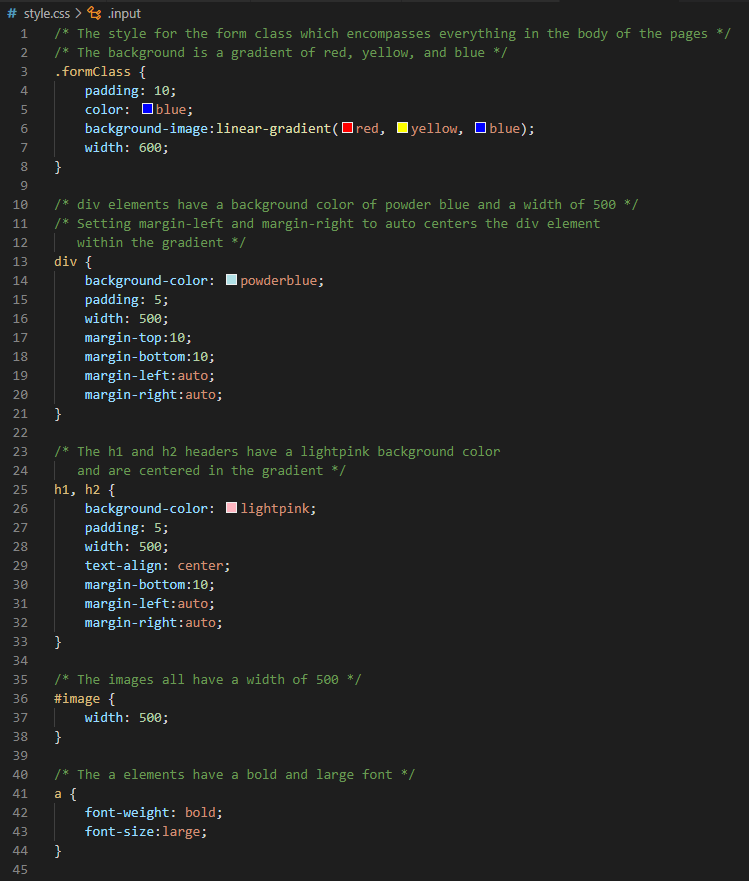 # style.css > .input
1 /* The style for the form class which encompasses everything in the body of the pages */
2 /* The background is a gradient of red, yellow, and blue */
3 .formClass {
4     padding: 10;
5     color: blue;
6     background-image:linear-gradient(red, yellow, blue);
7     width: 600;
8 }
9
10 /* div elements have a background color of powder blue and a width of 500 */
11 /* Setting margin-left and margin-right to auto centers the div element
12    within the gradient */
13 div {
14     background-color: powderblue;
15     padding: 5;
16     width: 500;
17     margin-top:10;
18     margin-bottom:10;
19     margin-left:auto;
20     margin-right:auto;
21 }
22
23 /* The h1 and h2 headers have a lightpink background color
24    and are centered in the gradient */
25 h1, h2 {
26     background-color: lightpink;
27     padding: 5;
28     width: 500;
29     text-align: center;
30     margin-bottom:10;
31     margin-left:auto;
32     margin-right:auto;
33 }
34
35 /* The images all have a width of 500 */
36 #image {
37     width: 500;
38 }
39
40 /* The a elements have a bold and large font */
41 a {
42     font-weight: bold;
43     font-size:large;
44 }
45